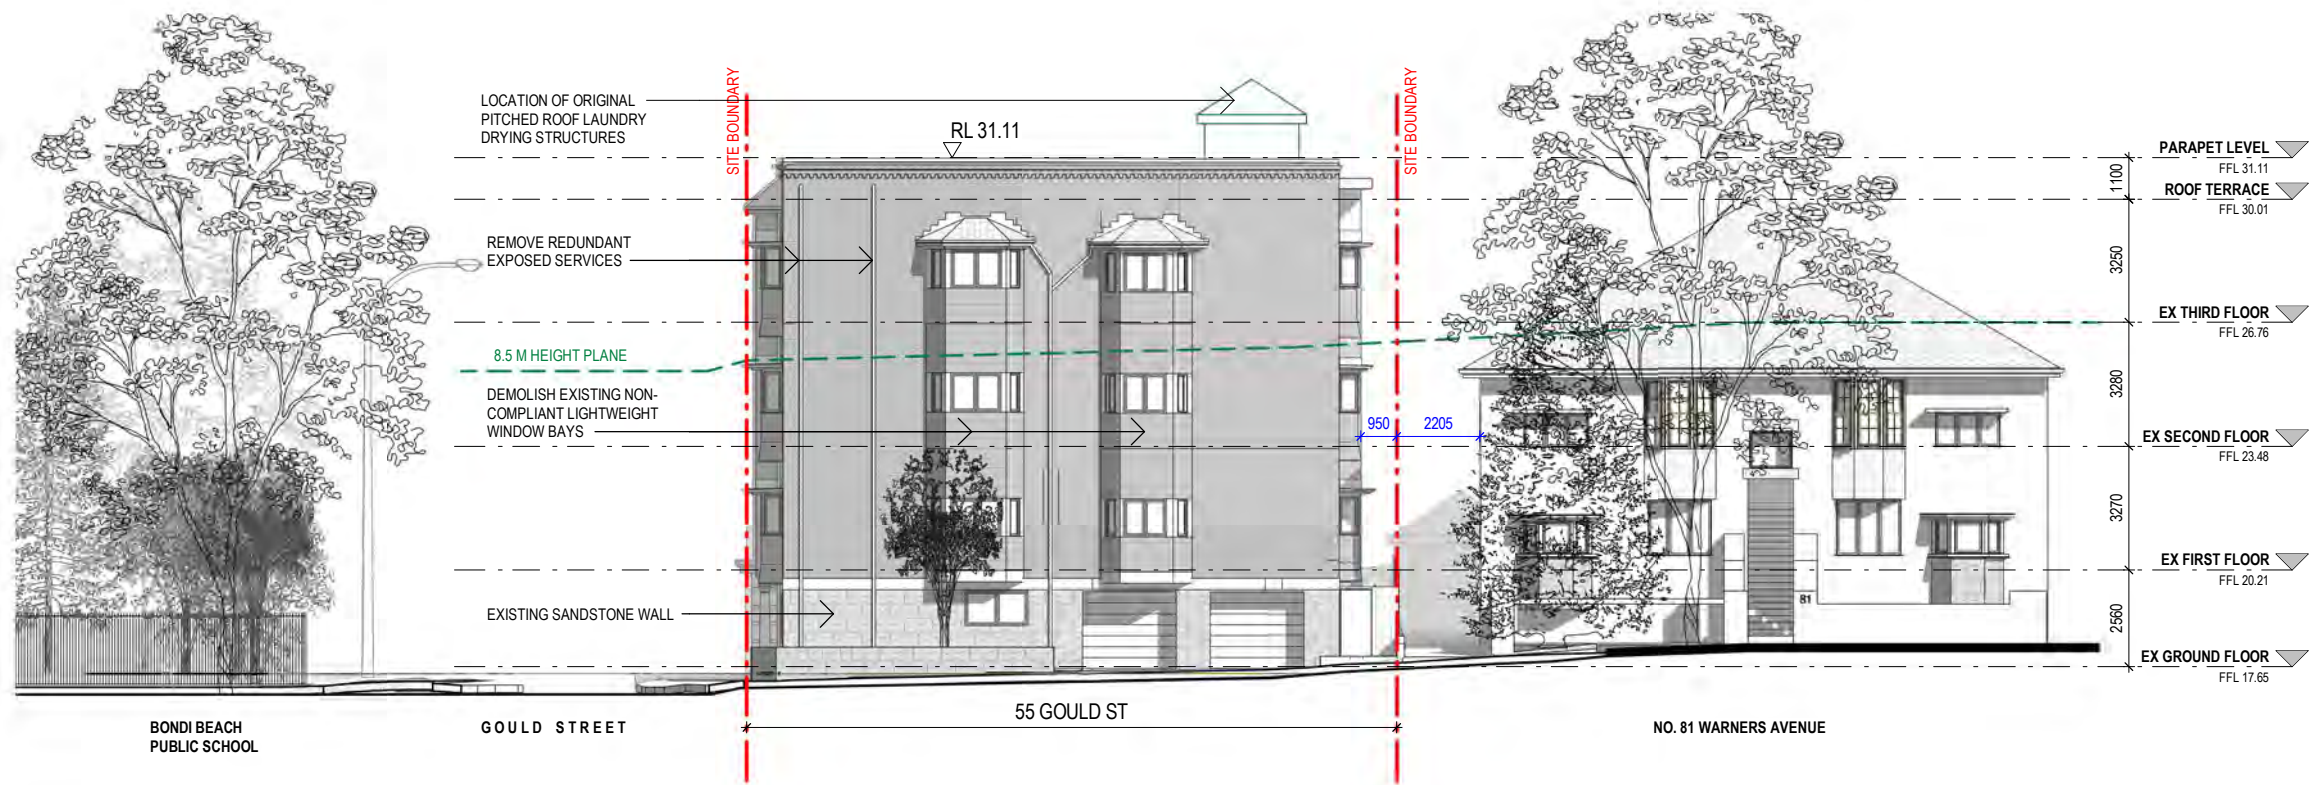 LOCATION OF ORIGINAL
PITCHED ROOF LAUNDRY
DRYING STRUCTURES
SITE BOUNDARY
RL 31.11
SITE BOUNDARY
REMOVE REDUNDANT
EXPOSED SERVICES
8.5 M HEIGHT PLANE
DEMOLISH EXISTING NON-
COMPLIANT LIGHTWEIGHT
WINDOW BAYS
950
2205
EXISTING SANDSTONE WALL
81
PARAPET LEVEL
FFL 31.11
1100
ROOF TERRACE
FFL 30.01
3250
EX THIRD FLOOR
FFL 26.76
3280
EX SECOND FLOOR
FFL 23.48
3270
EX FIRST FLOOR
FFL 20.21
2560
EX GROUND FLOOR
FFL 17.65
BONDI BEACH
PUBLIC SCHOOL
GOULD STREET
55 GOULD ST
NO. 81 WARNERS AVENUE